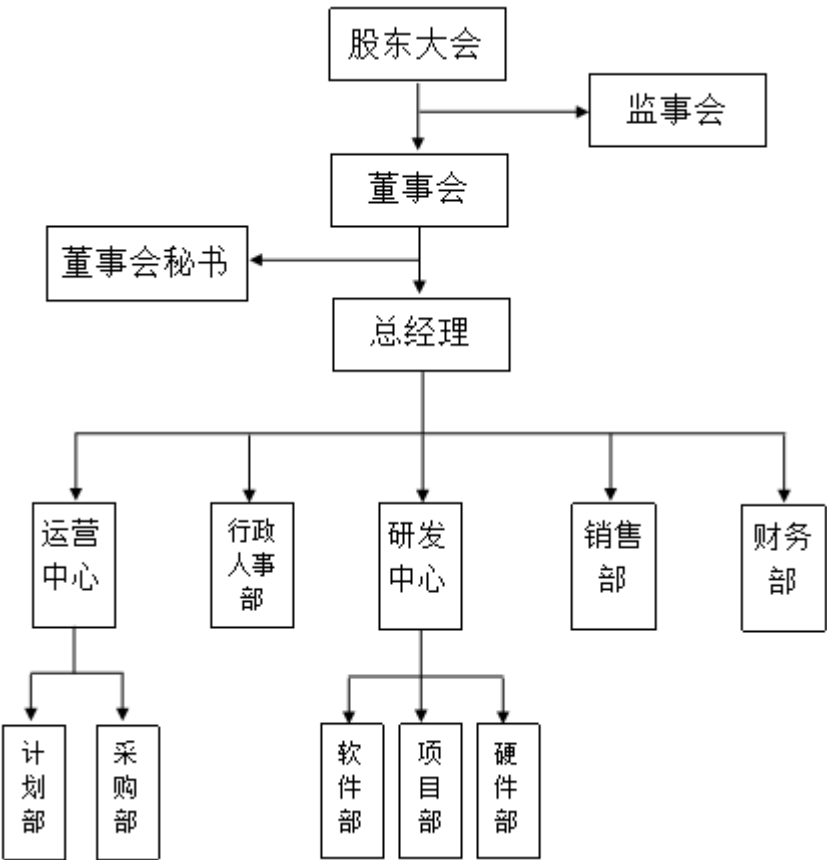 股东大会
监事会
董事会
董事会秘书
总经理
运营
中心
行政
人事
部
研发
中心
销售
部
财务
部
计
划
部
采
购
部
软
件
部
项
目
部
硬
件
部